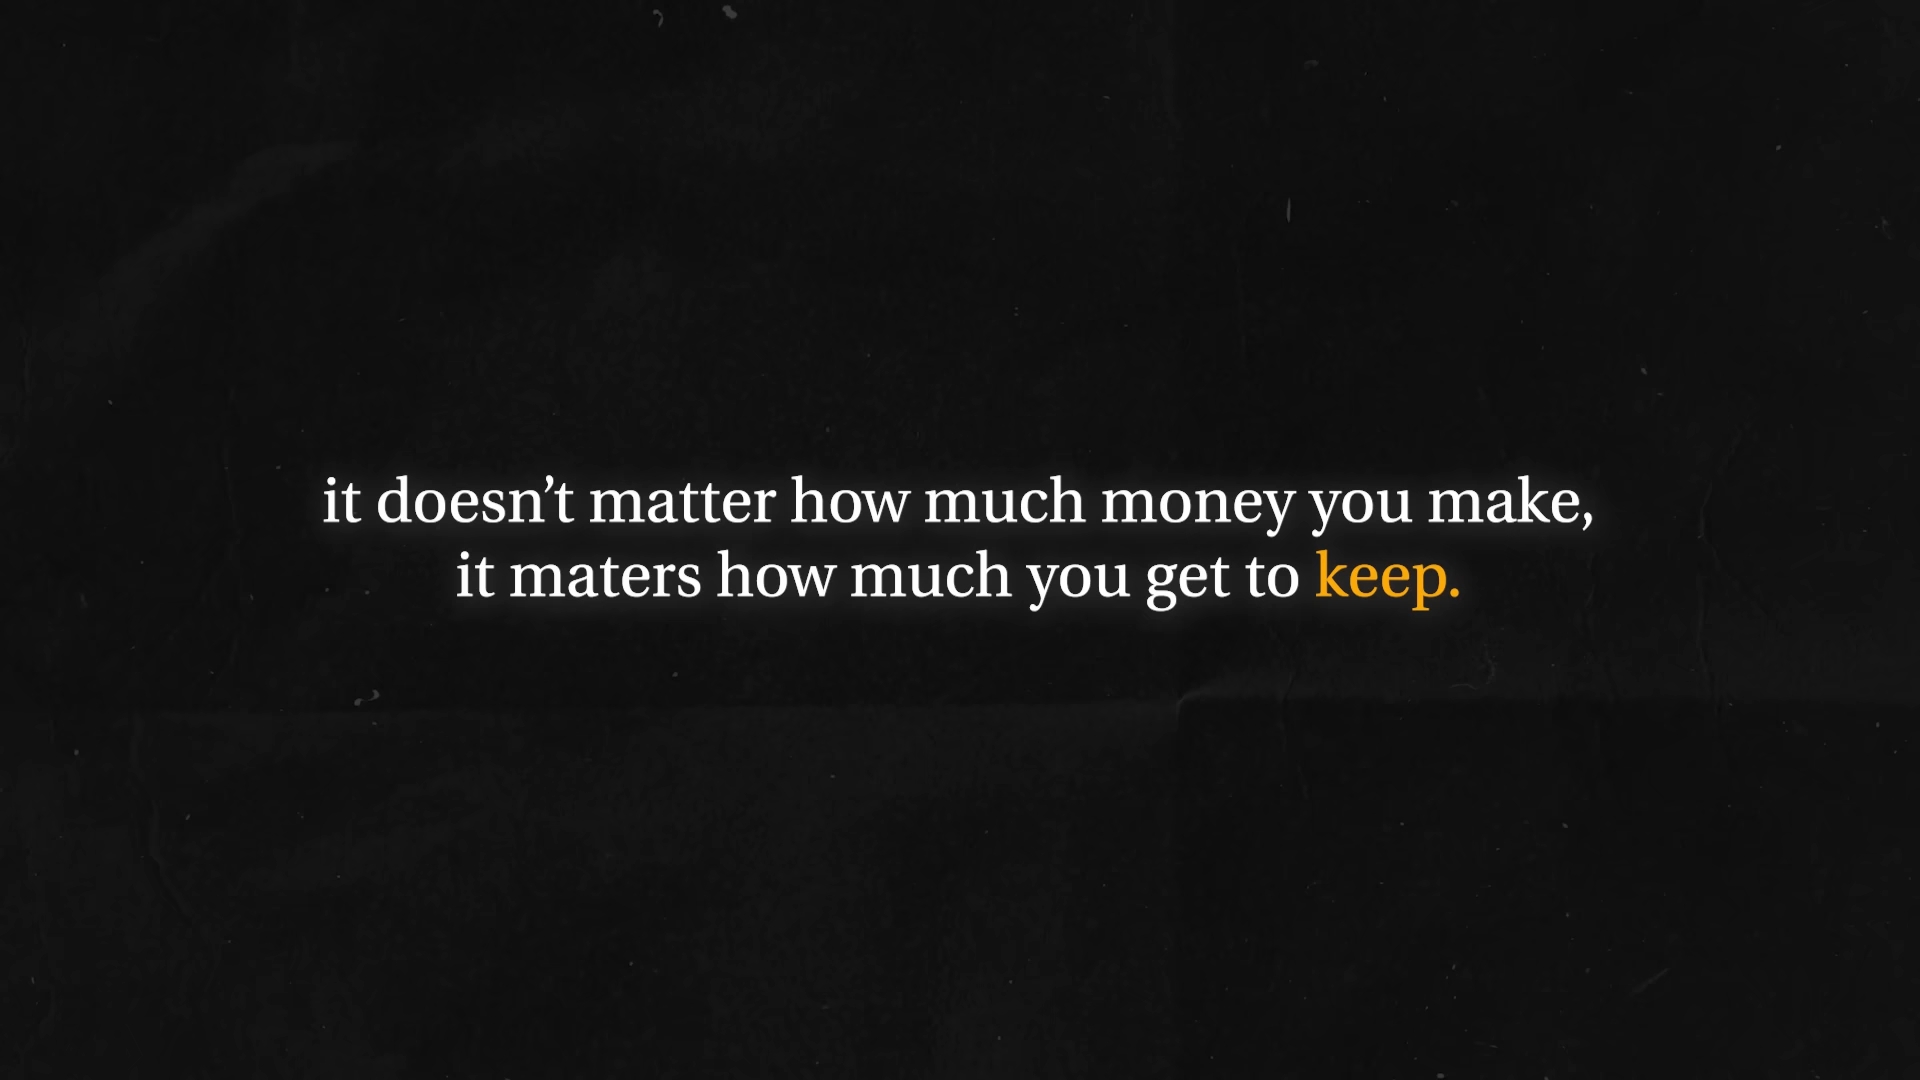 it doesn’t matter how much money you make,
it maters how much you get to keep.